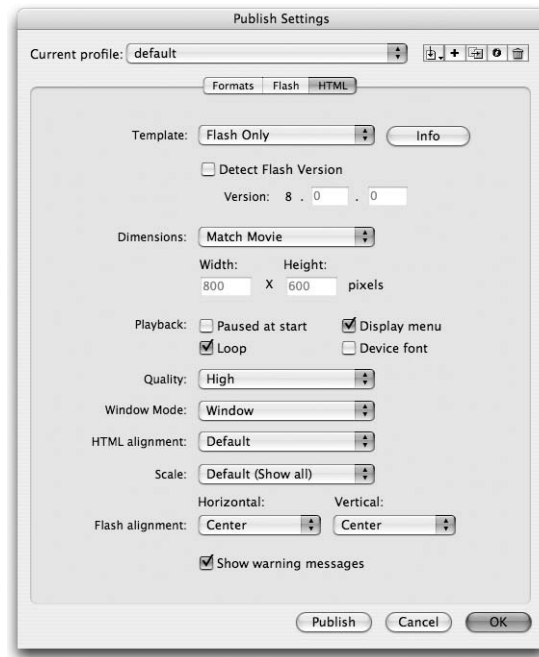 Publish Settings
Current profile: default
Formats Flash HTML
Template: Flash Only Info
Detect Flash Version
Version: 8 . 0 . 0
Dimensions: Match Movie
Width: Height:
800 X 600 pixels
Playback: Paused at start Display menu
Loop Device font
Quality: High
Window Mode: Window
HTML alignment: Default
Scale: Default (Show all)
Horizontal: Vertical:
Flash alignment: Center Center
Show warning messages
Publish Cancel OK